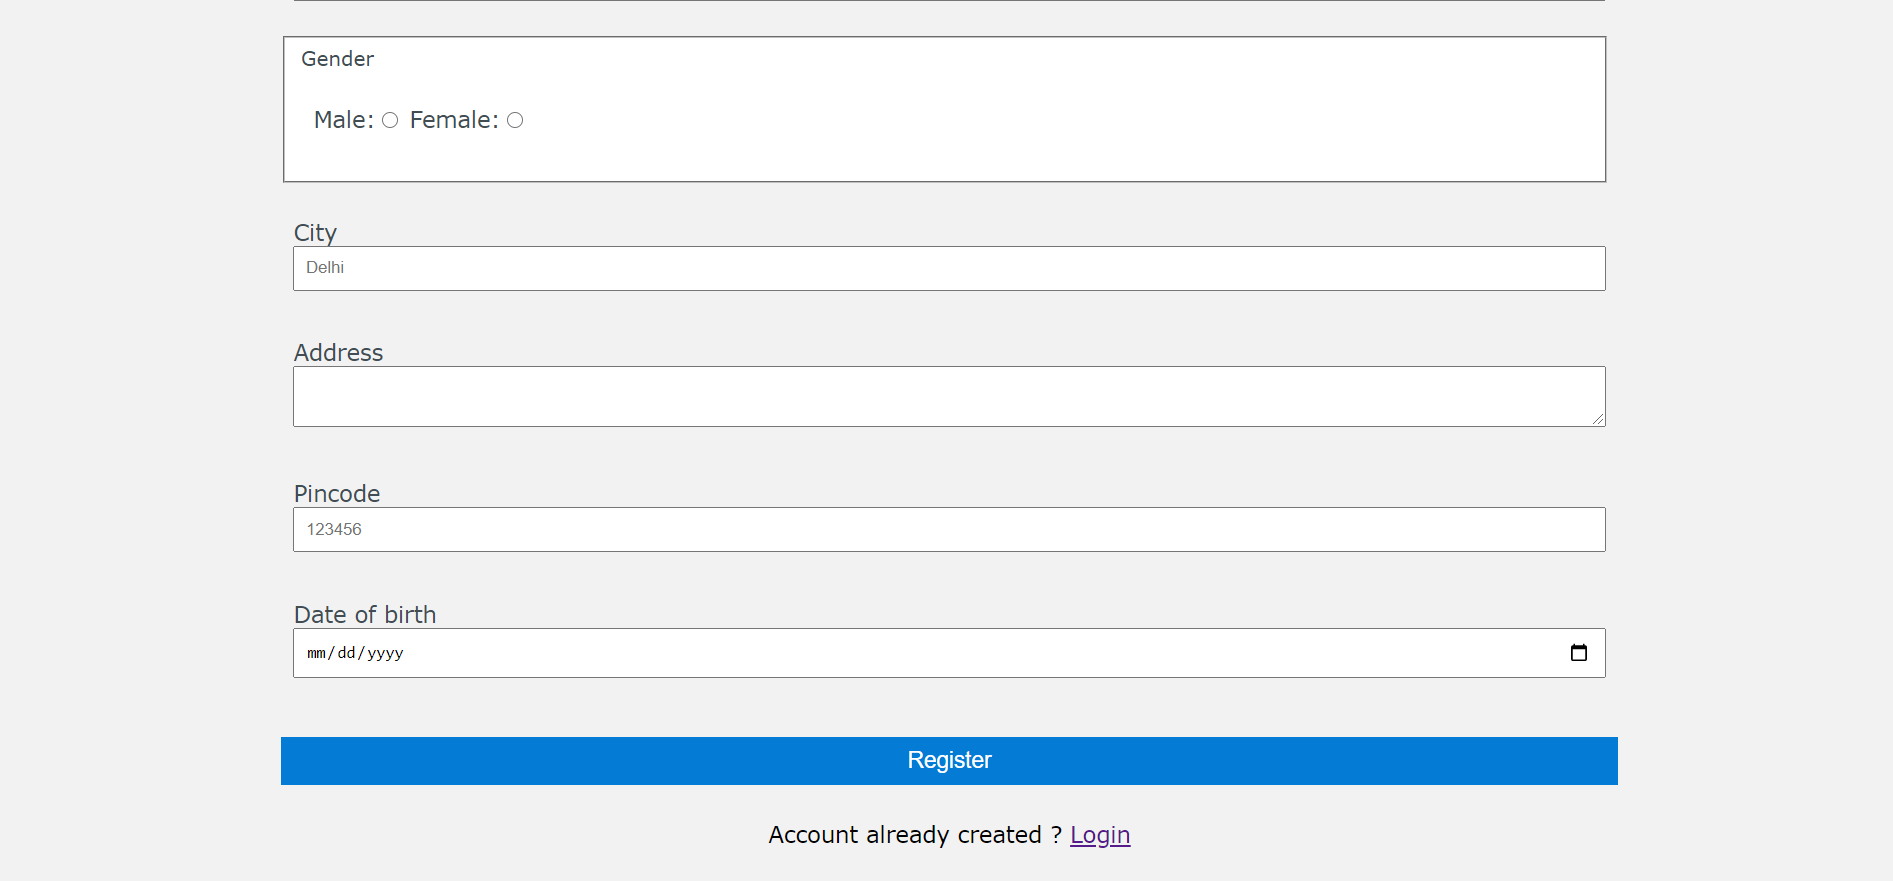 Gender
Male: Female:
City
Delhi
Address
Pincode
123456
Date of birth
mm/dd/yyyy
Register
Account already created ? Login